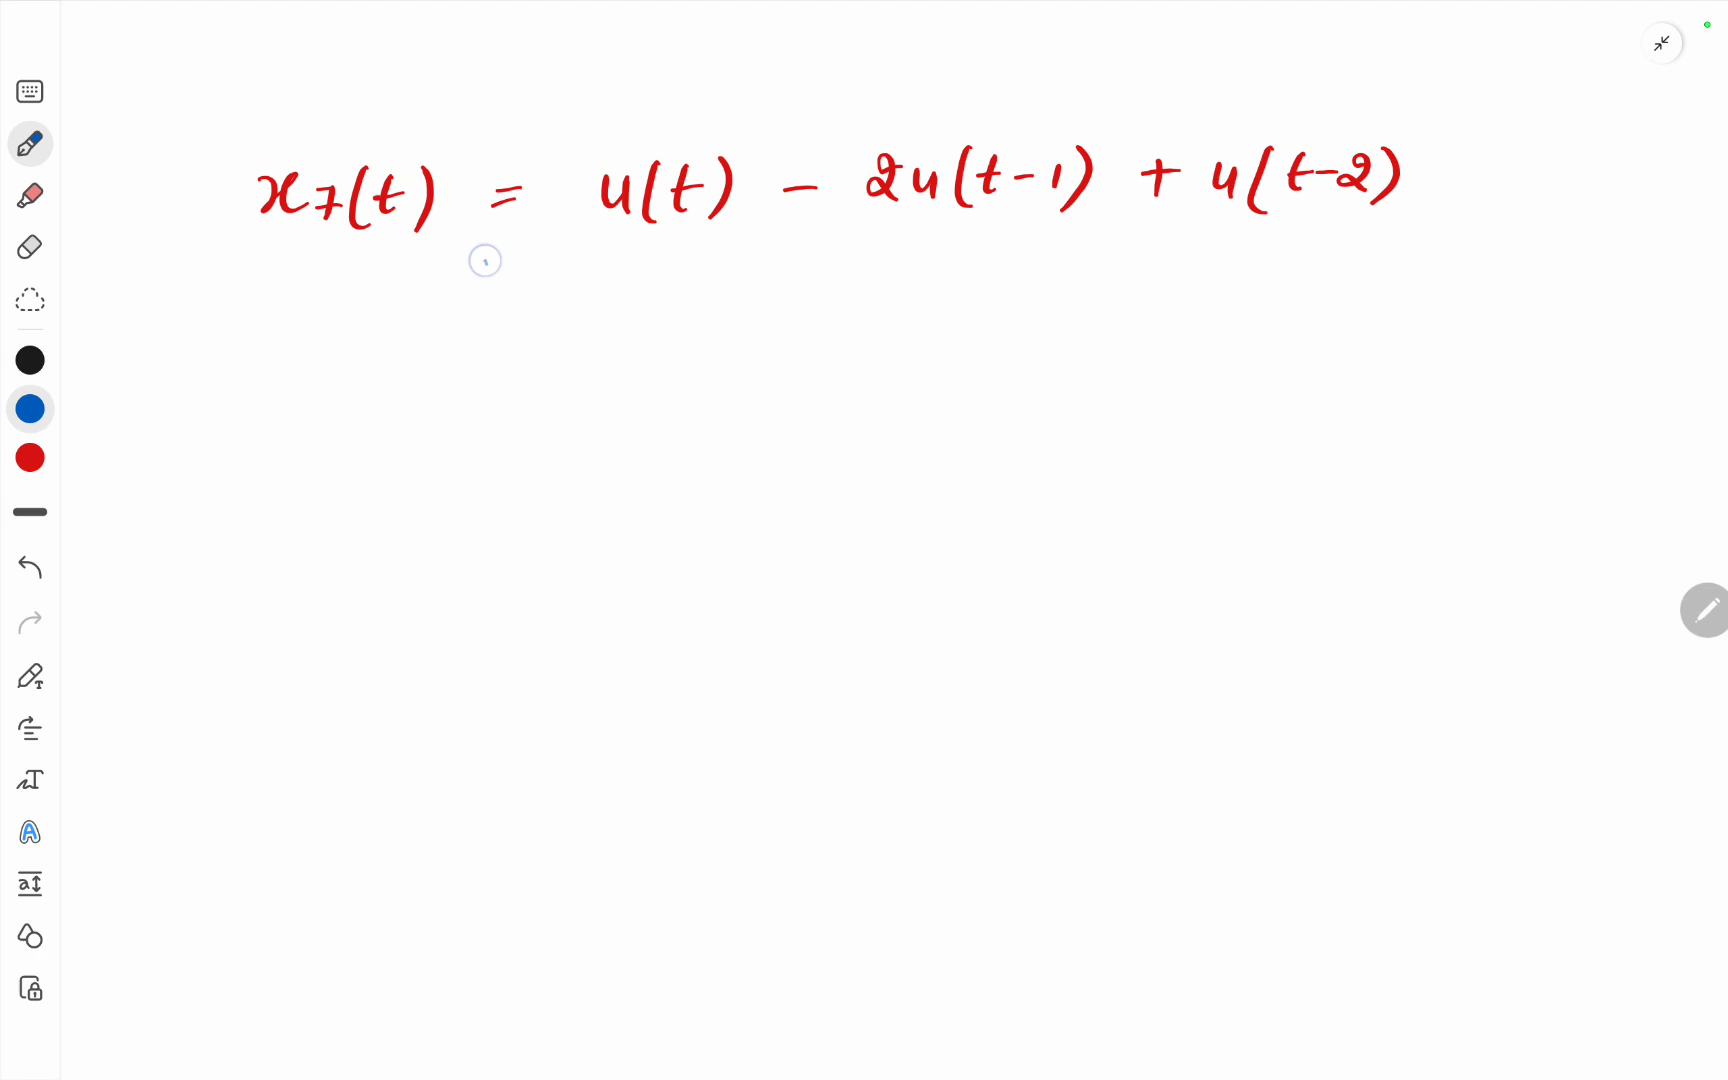 x7(t) = u(t) - 2u(t-1) + u(t-2)